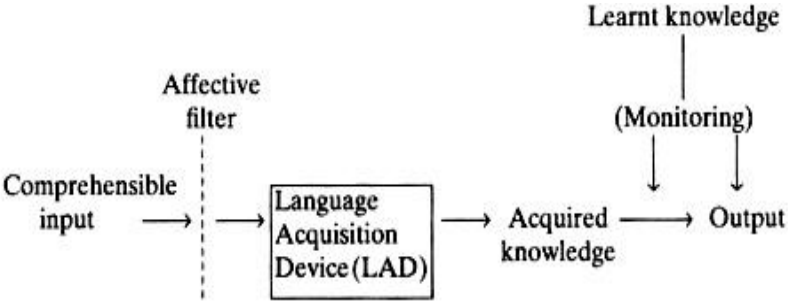 Learnt knowledge
Affective
filter
(Monitoring)
Comprehensible
input
Language
Acquisition
Device (LAD)
Acquired
knowledge
Output